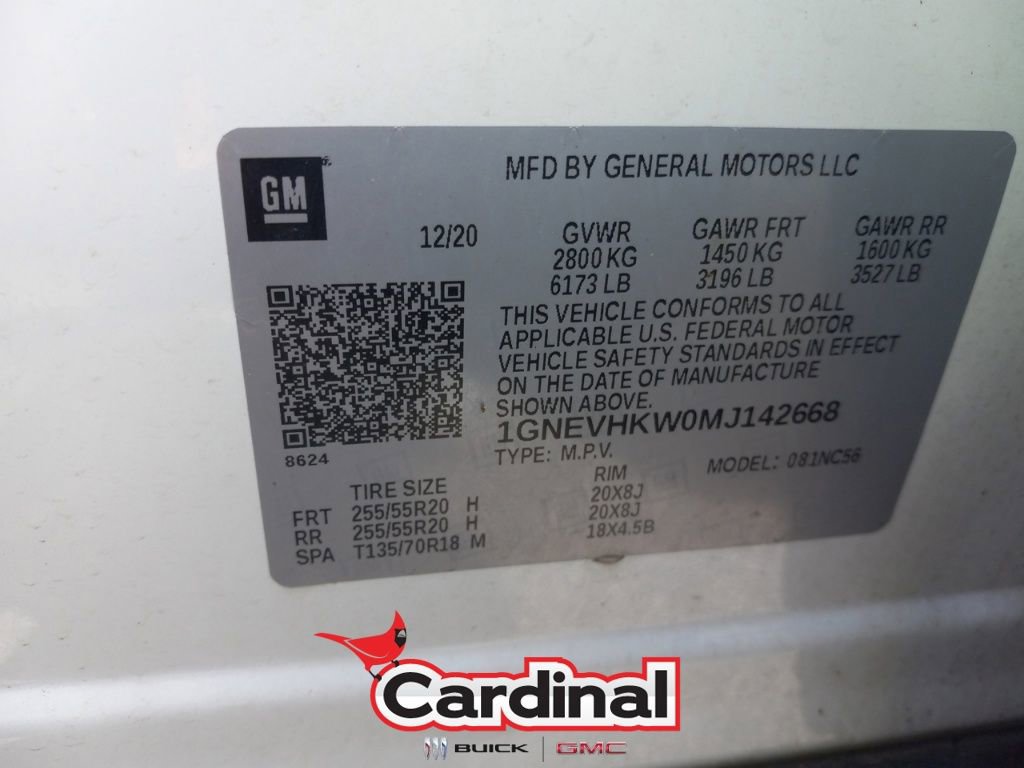 GM
MFD BY GENERAL MOTORS LLC
12/20
GVWR
2800 KG
6173 LB
GAWR FRT
1450 KG
3196 LB
GAWR RR
1600 KG
3527 LB
THIS VEHICLE CONFORMS TO ALL
APPLICABLE U.S. FEDERAL MOTOR
VEHICLE SAFETY STANDARDS IN EFFECT
ON THE DATE OF MANUFACTURE
SHOWN ABOVE.
1GNEVHKW0MJ142668
TYPE: M.P.V.
MODEL: 081NC56
8624
TIRE SIZE RIM
FRT 255/55R20 H 20X8J
RR 255/55R20 H 20X8J
SPA T135/70R18 M 18X4.5B
Cardinal
BUICK | GMC